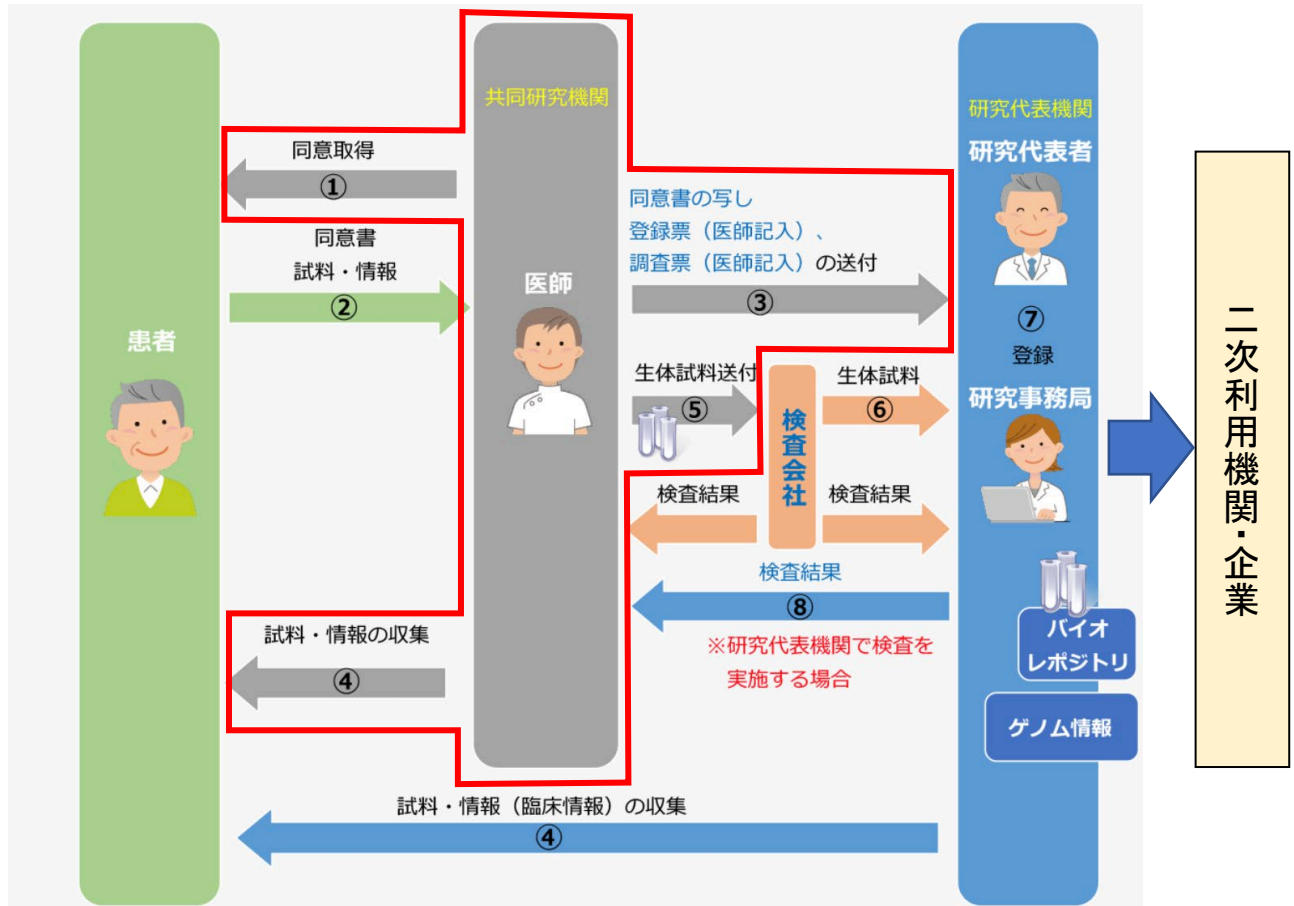 共同研究機関
研究代表機関
研究代表者
同意取得
①
同意書
試料・情報
②
患者
医師
同意書の写し
登録票（医師記入）、
調査票（医師記入）の送付
③
⑦
登録
研究事務局
生体試料送付
⑤
検査会社
生体試料
⑥
検査結果
検査結果
検査結果
⑧
※研究代表機関で検査を
実施する場合
バイオ
レポジトリ
ゲノム情報
試料・情報の収集
④
試料・情報（臨床情報）の収集
④
二次利用機関・企業